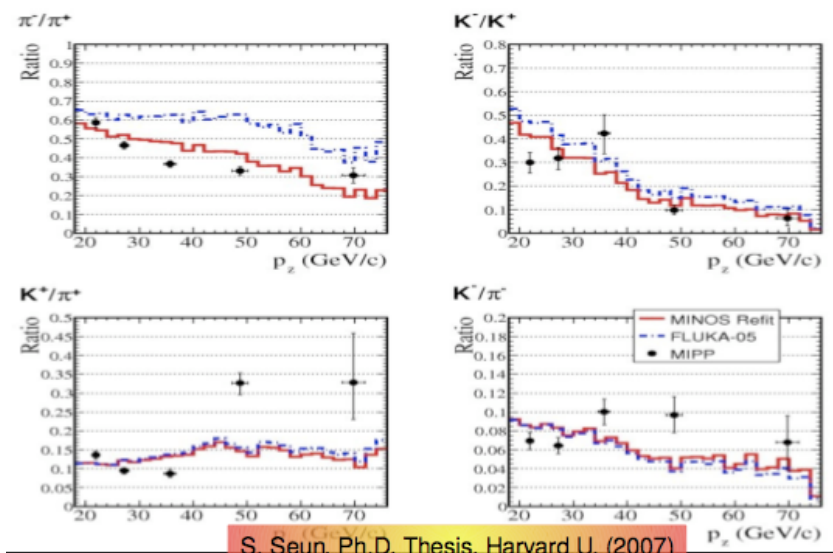 π⁻/π⁺
Ratio
1
0.9
0.8
0.7
0.6
0.5
0.4
0.3
0.2
0.1
0
20 30 40 50 60 70
p_z (GeV/c)
K⁻/K⁺
Ratio
0.8
0.7
0.6
0.5
0.4
0.3
0.2
0.1
0
20 30 40 50 60 70
p_z (GeV/c)
K⁺/π⁺
Ratio
0.5
0.45
0.4
0.35
0.3
0.25
0.2
0.15
0.1
0.05
0
20 30 40 50 60 70
K⁻/π⁻
Ratio
0.2
0.18
0.16
0.14
0.12
0.1
0.08
0.06
0.04
0.02
0
MINOS Refit
FLUKA-05
MIPP
20 30 40 50 60 70
p_z (GeV/c)
S. Seun, Ph.D. Thesis, Harvard U. (2007)